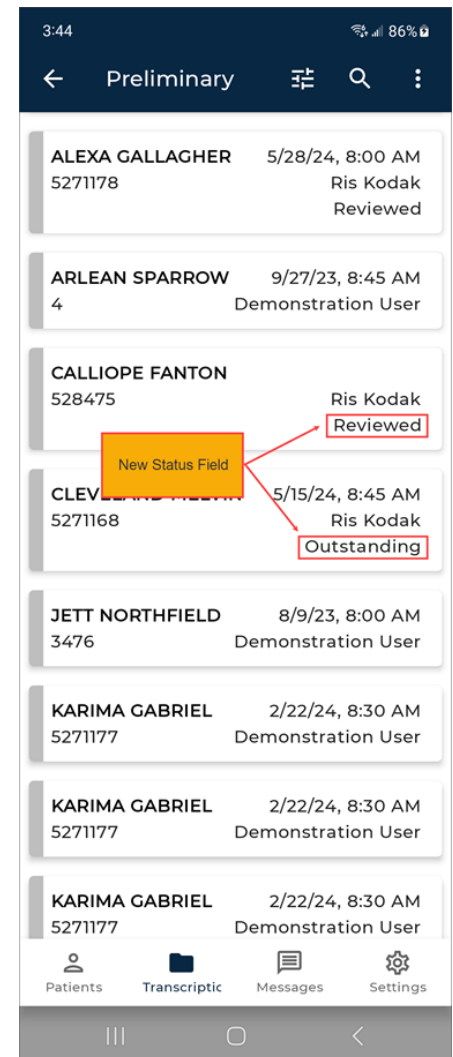 3:44 86%
Preliminary
ALEXA GALLAGHER 5/28/24, 8:00 AM
5271178 Ris Kodak
Reviewed
ARLEAN SPARROW 9/27/23, 8:45 AM
4 Demonstration User
CALLIOPE FANTON
528475 Ris Kodak
Reviewed
New Status Field
5/15/24, 8:45 AM
5271168 Ris Kodak
Outstanding
JETT NORTHFIELD 8/9/23, 8:00 AM
3476 Demonstration User
KARIMA GABRIEL 2/22/24, 8:30 AM
5271177 Demonstration User
KARIMA GABRIEL 2/22/24, 8:30 AM
5271177 Demonstration User
KARIMA GABRIEL 2/22/24, 8:30 AM
5271177 Demonstration User
Patients Transcriptic Messages Settings